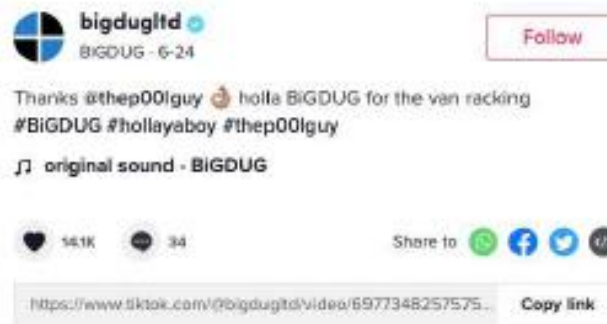 bigdugltd
BiGDUG · 6-24
Follow
Thanks @thep00lguy 👌🏽 holla BiGDUG for the van racking
#BiGDUG #hollayaboy #thep00lguy
original sound - BiGDUG
14.1K
34
Share to
https://www.tiktok.com/@bigdugltd/video/6977348257575...
Copy link